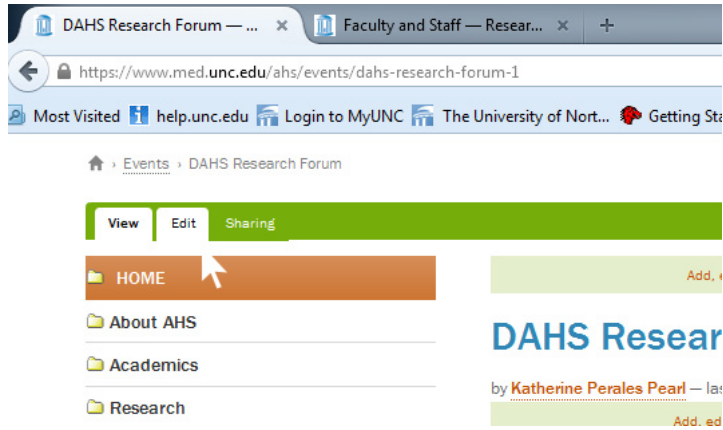 DAHS Research Forum — ... × Faculty and Staff — Resear... × +
https://www.med.unc.edu/ahs/events/dahs-research-forum-1
Most Visited help.unc.edu Login to MyUNC The University of Nort... Getting Sta
› Events › DAHS Research Forum
View Edit Sharing
HOME
Add, e
About AHS
DAHS Resear
Academics
by Katherine Perales Pearl — las
Research
Add, ed